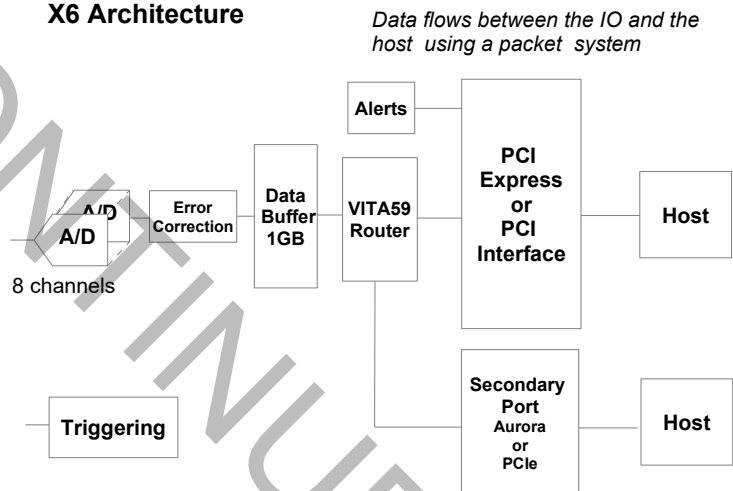 X6 Architecture
Data flows between the IO and the
host using a packet system
Alerts
PCI
Express
or
PCI
Interface
Host
A/D
A/D
8 channels
Error
Correction
Data
Buffer
1GB
VITA59
Router
Triggering
Secondary
Port
Aurora
or
PCIe
Host